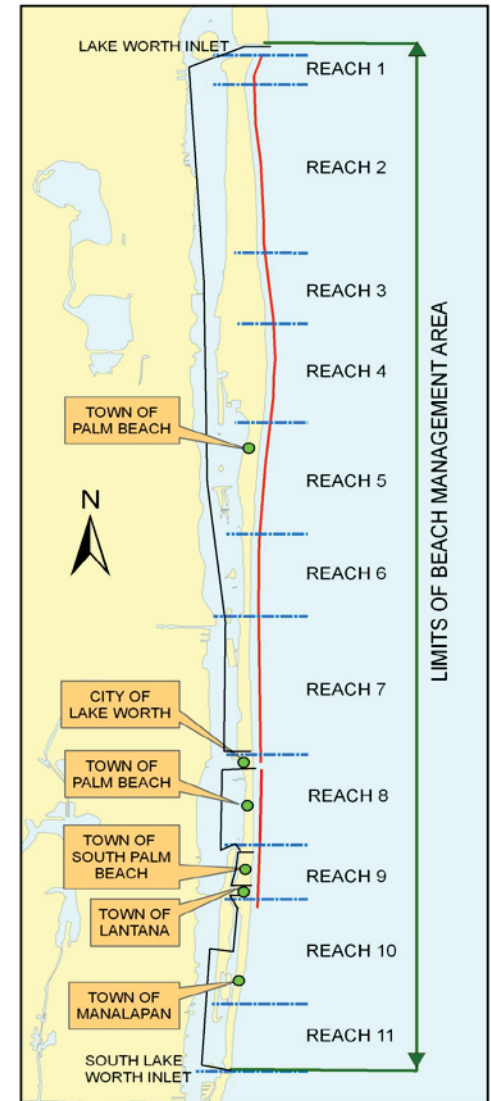 LAKE WORTH INLET
REACH 1
REACH 2
REACH 3
REACH 4
TOWN OF
PALM BEACH
REACH 5
N
REACH 6
LIMITS OF BEACH MANAGEMENT AREA
REACH 7
CITY OF
LAKE WORTH
TOWN OF
PALM BEACH
REACH 8
TOWN OF
SOUTH PALM
BEACH
REACH 9
TOWN OF
LANTANA
REACH 10
TOWN OF
MANALAPAN
REACH 11
SOUTH LAKE
WORTH INLET